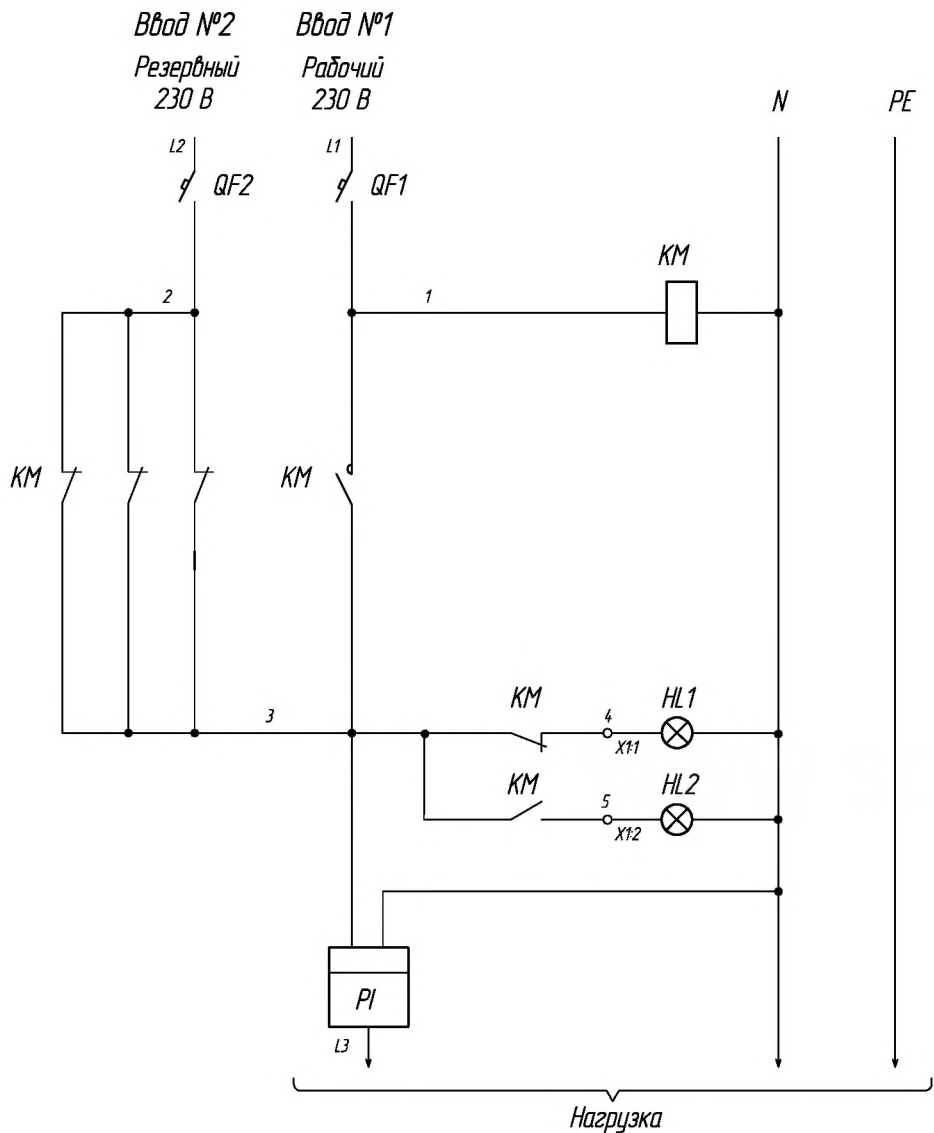 Ввод №2
Ввод №1
Резервный
230 В
Рабочий
230 В
N
PE
L2
L1
QF2
QF1
KM
2
1
KM
KM
3
KM
4
HL1
X1:1
KM
5
HL2
X1:2
PI
L3
Нагрузка